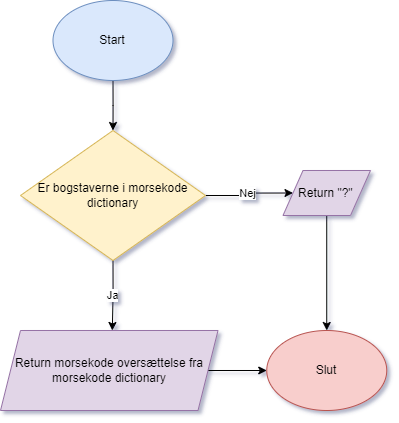 Start
Er bogstaverne i morsekode
dictionary
Nej
Return "?"
Ja
Return morsekode oversættelse fra
morsekode dictionary
Slut